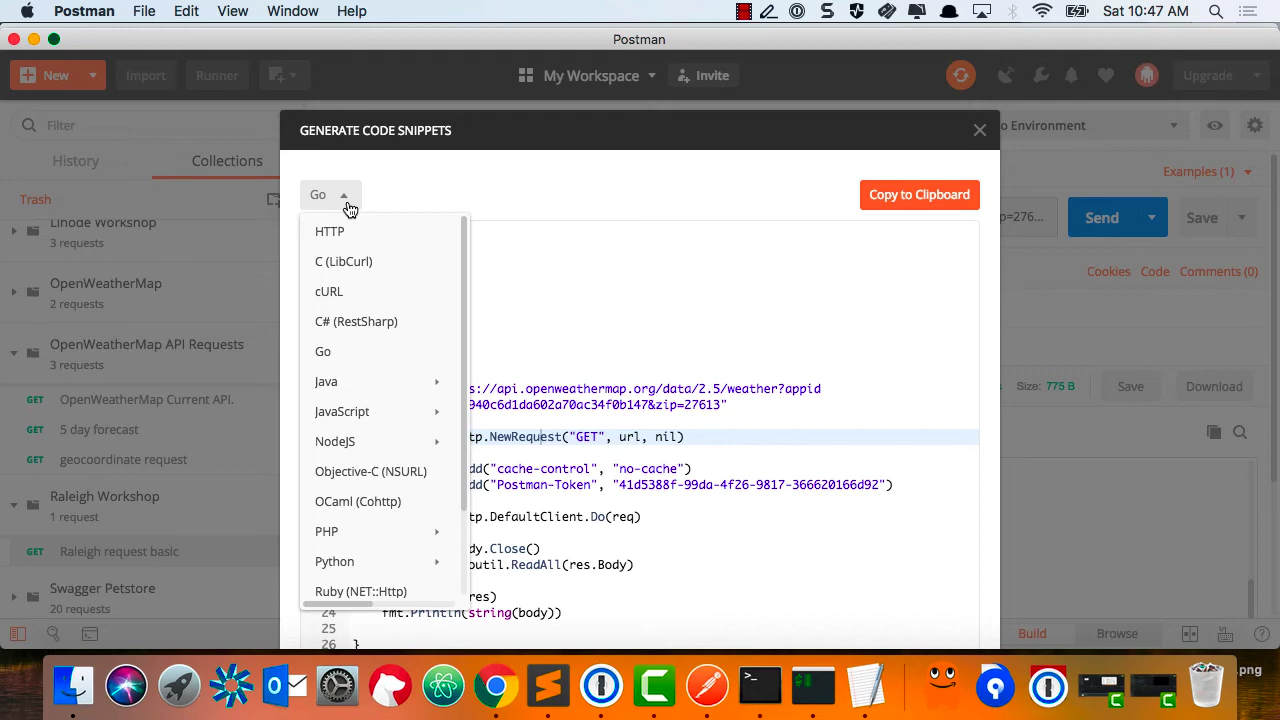 Postman File Edit View Window Help Sat 10:47 AM
Postman
New Import Runner My Workspace Invite Upgrade
Filter
GENERATE CODE SNIPPETS
o Environment
History Collections
Examples (1)
Trash
Go Copy to Clipboard
p=276... Send Save
Linode Workshop
3 requests
HTTP
C (LibCurl)
Cookies Code Comments (0)
OpenWeatherMap
2 requests
cURL
C# (RestSharp)
OpenWeatherMap API Requests
3 requests
Go
Java
s://api.openweathermap.org/data/2.5/weather?appid
Size: 775 B Save Download
GET OpenWeatherMap Current API.
940c6d1da602a70ac34f0b147&zip=27613"
JavaScript
GET 5 day forecast
NodeJS
tp.NewRequest("GET", url, nil)
GET geocoordinate request
Objective-C (NSURL)
dd("cache-control", "no-cache")
dd("Postman-Token", "41d5388f-99da-4f26-9817-366620166d92")
Raleigh Workshop
1 request
OCaml (Cohttp)
tp.DefaultClient.Do(req)
PHP
GET Raleigh request basic
dy.Close()
Python
outil.ReadAll(res.Body)
Swagger Petstore
20 requests
Ruby (NET::Http)
res)
24 fmt.Println(string(body))
25
26 }
Build Browse
.png